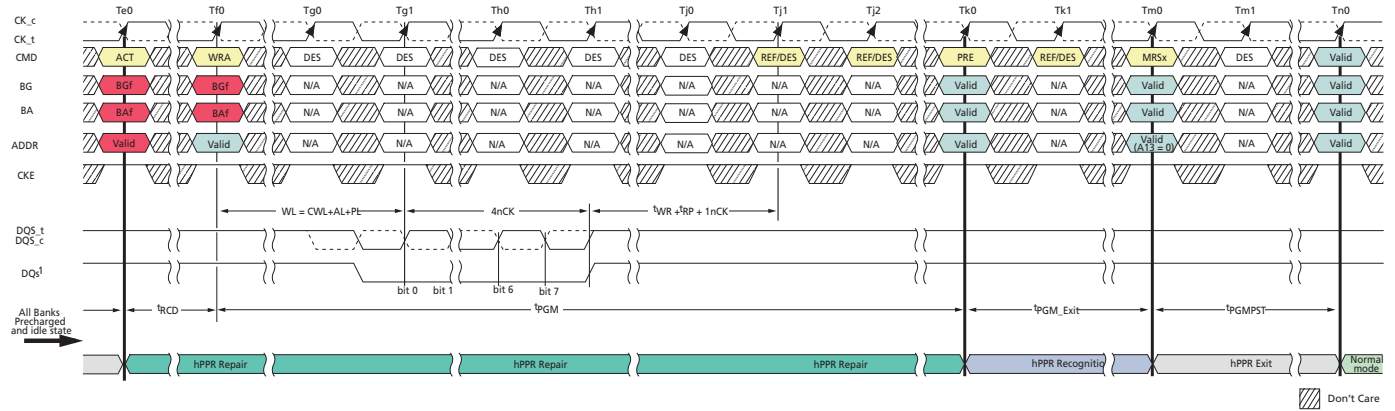 Te0 Tf0 Tg0 Tg1 Th0 Th1 Tj0 Tj1 Tj2 Tk0 Tk1 Tm0 Tm1 Tn0
CK_c
CK_t
CMD ACT WRA DES DES DES DES DES REF/DES REF/DES PRE REF/DES MRSx DES Valid
BG BGf BGf N/A N/A N/A N/A N/A N/A N/A Valid N/A Valid N/A Valid
BA BAf BAf N/A N/A N/A N/A N/A N/A N/A Valid N/A Valid N/A Valid
ADDR Valid Valid N/A N/A N/A N/A N/A N/A N/A Valid N/A Valid (A13 = 0) N/A Valid
CKE
WL = CWL+AL+PL 4nCK tWR +tRP + 1nCK
DQS_t
DQS_c
DQs1
bit 0 bit 1 bit 6 bit 7
All Banks
Precharged
and idle state
tRCD tPGM tPGM_Exit tPGMPST
hPPR Repair hPPR Repair hPPR Repair hPPR Recognitio hPPR Exit Normal
mode
Don't Care